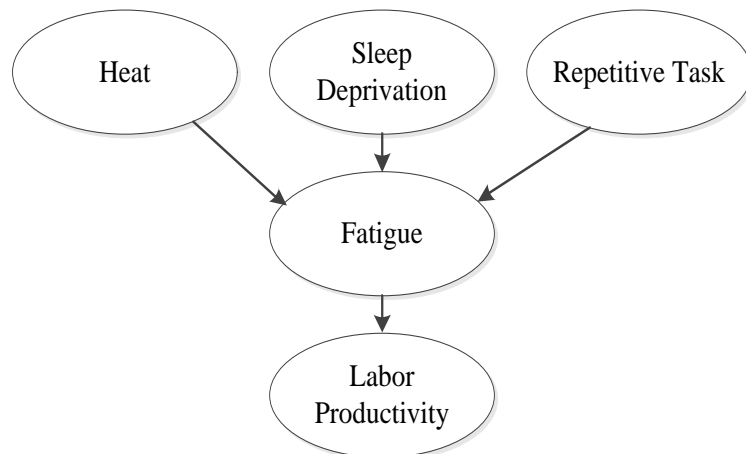 Heat
Sleep
Deprivation
Repetitive Task
Fatigue
Labor
Productivity